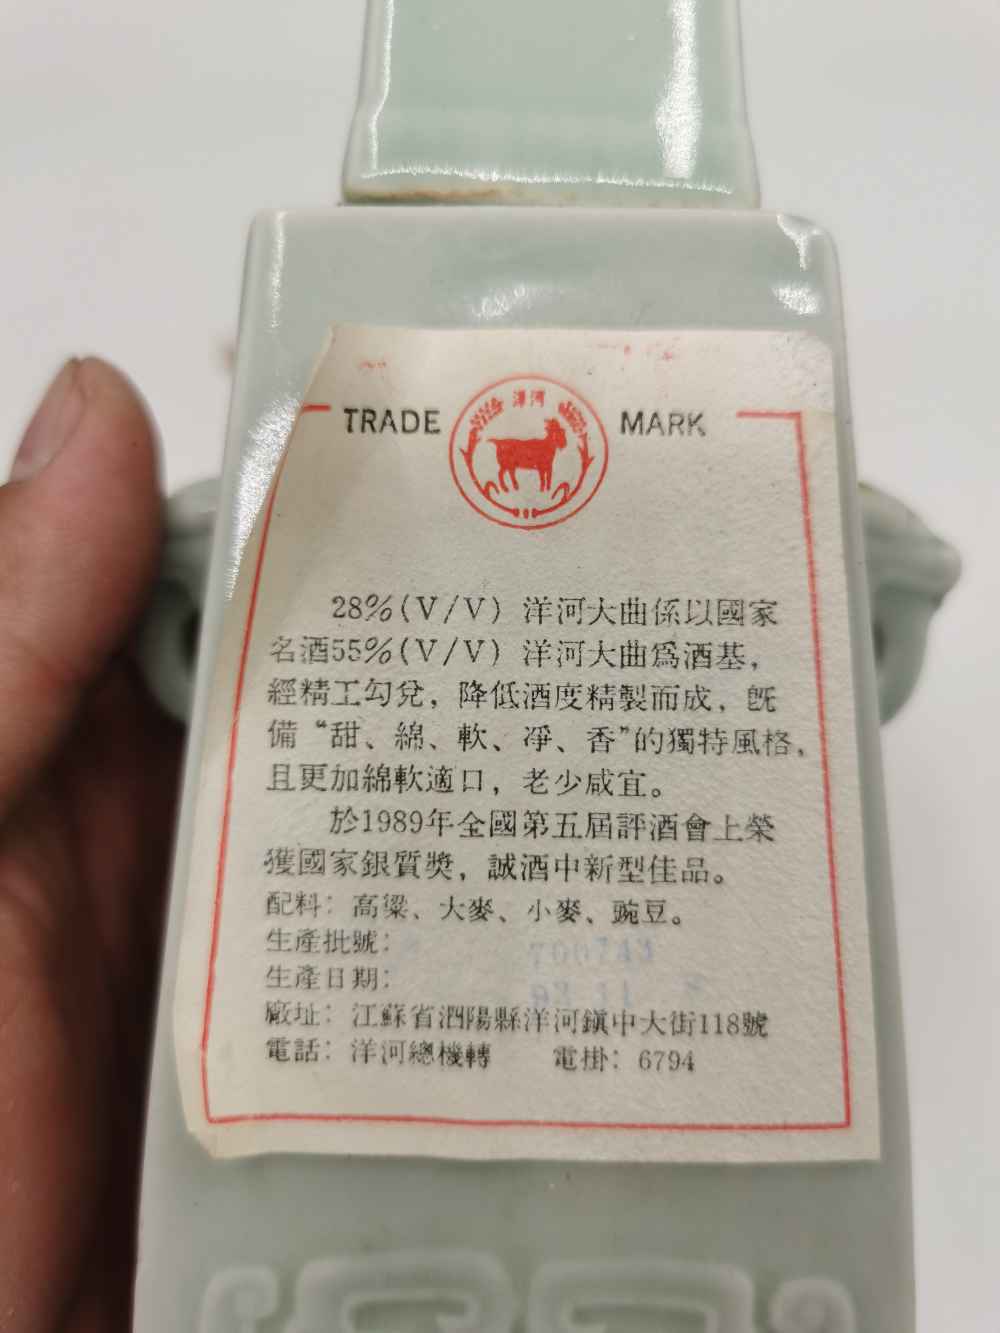 TRADE 洋河 MARK
28%(V/V) 洋河大曲係以國家
名酒55%(V/V) 洋河大曲爲酒基，
經精工勾兌，降低酒度精製而成，既
備“甜、綿、軟、凈、香”的獨特風格，
且更加綿軟適口，老少咸宜。
於1989年全國第五屆評酒會上榮
獲國家銀質獎，誠酒中新型佳品。
配料：高粱、大麥、小麥、豌豆。
生產批號：
生產日期：
廠址：江蘇省泗陽縣洋河鎮中大街118號
電話：洋河總機轉 電掛：6794